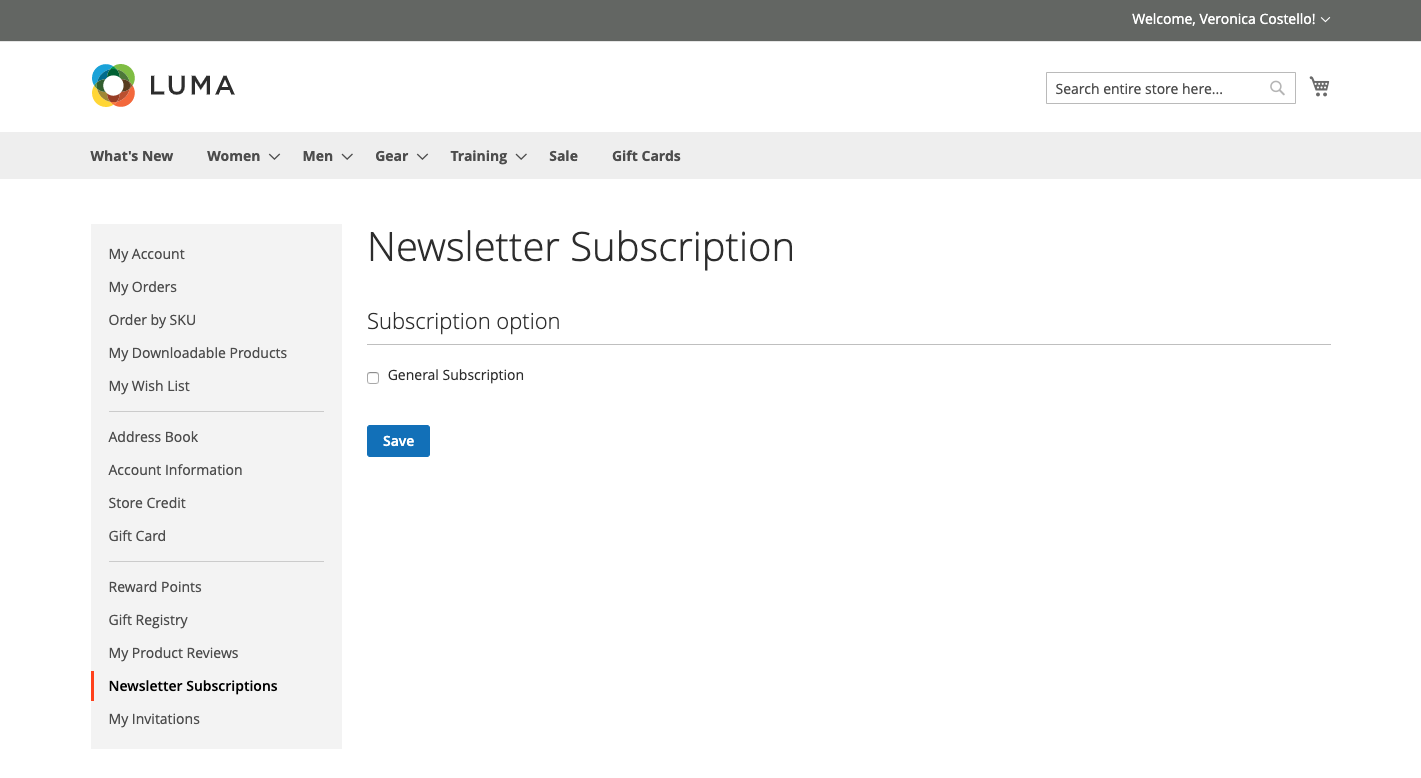 Welcome, Veronica Costello!
LUMA
Search entire store here...
What's New Women Men Gear Training Sale Gift Cards
My Account
My Orders
Order by SKU
My Downloadable Products
My Wish List
Address Book
Account Information
Store Credit
Gift Card
Reward Points
Gift Registry
My Product Reviews
Newsletter Subscriptions
My Invitations
Newsletter Subscription
Subscription option
General Subscription
Save